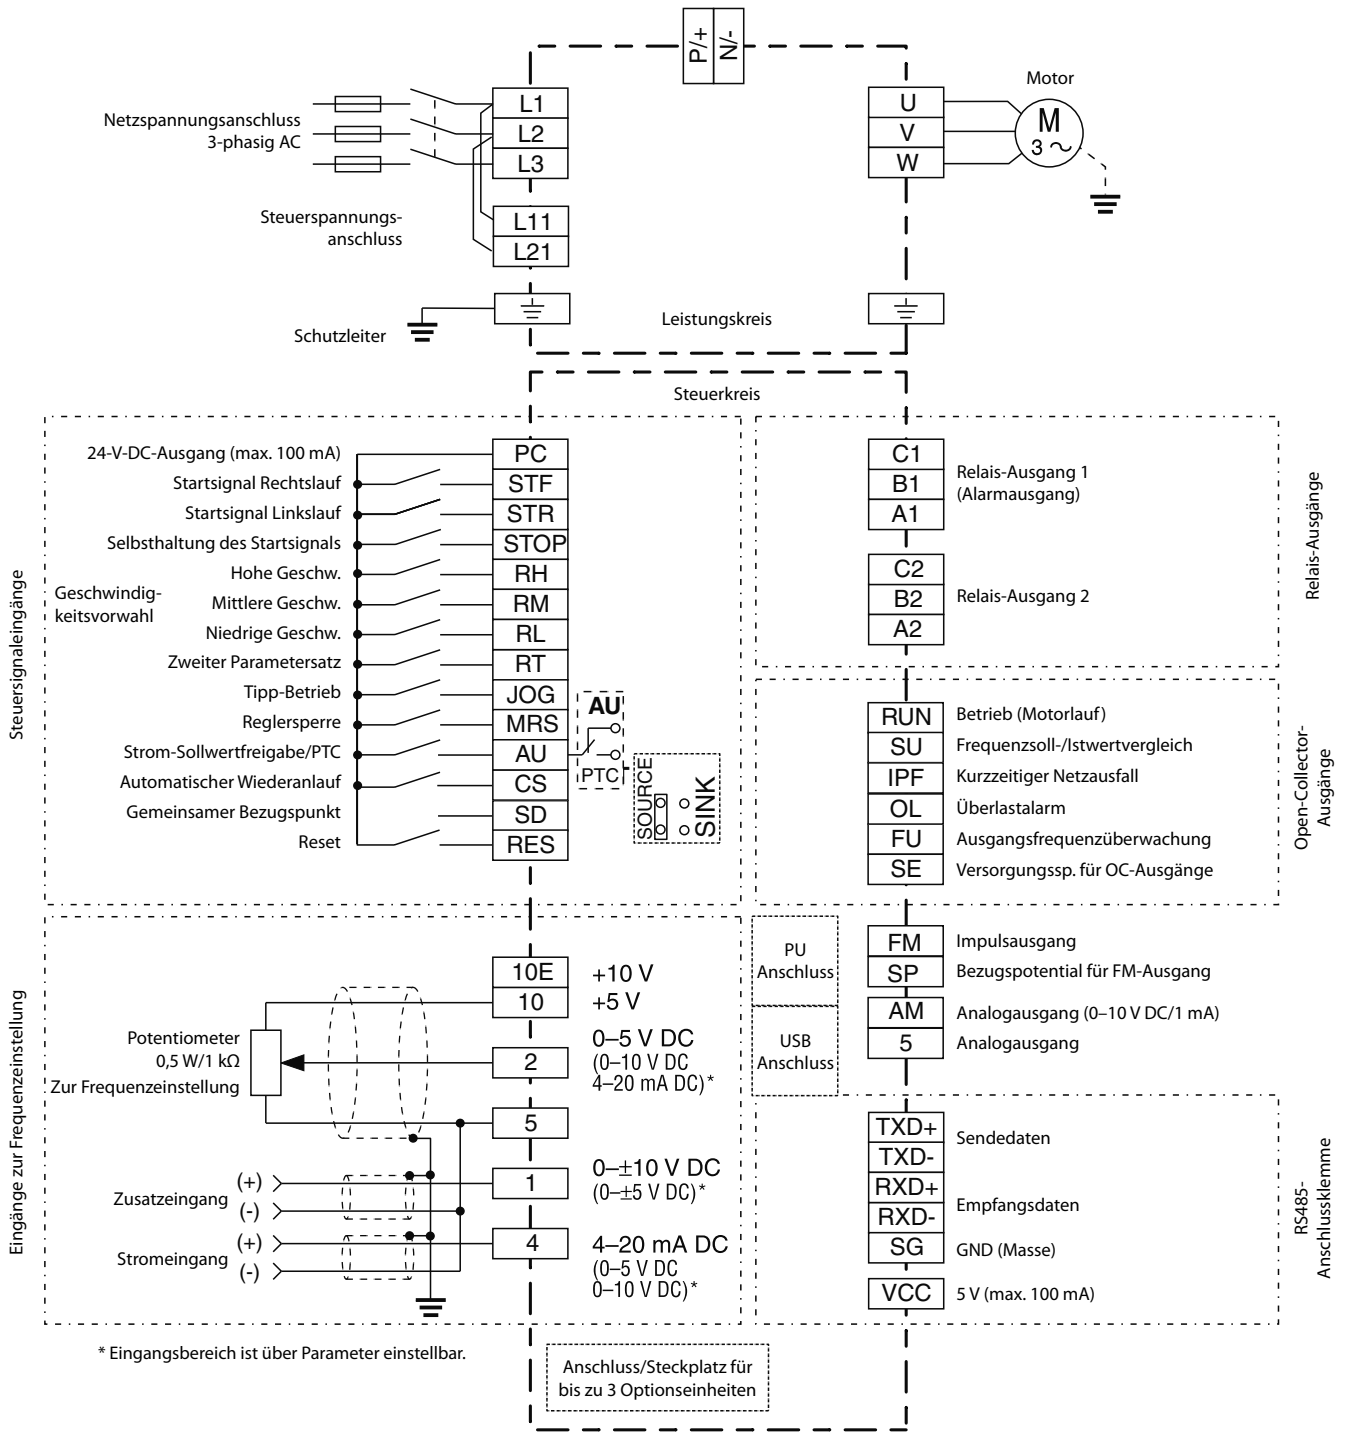 P/+
N/-
Netzspannungsanschluss
3-phasig AC
L1
L2
L3
U
V
W
Motor
M
3 ~
Steuerspannungs-
anschluss
L11
L21
Schutzleiter
Leistungskreis
Steuerkreis
Steuersignaleingänge
24-V-DC-Ausgang (max. 100 mA)
PC
Startsignal Rechtslauf
STF
Startsignal Linkslauf
STR
Selbsthaltung des Startsignals
STOP
Geschwindig-
keitsvorwahl
Hohe Geschw.
RH
Mittlere Geschw.
RM
Niedrige Geschw.
RL
Zweiter Parametersatz
RT
Tipp-Betrieb
JOG
Reglersperre
MRS
Strom-Sollwertfreigabe/PTC
AU
Automatischer Wiederanlauf
CS
Gemeinsamer Bezugspunkt
SD
Reset
RES
AU
PTC
SOURCE
SINK
C1
B1
A1
Relais-Ausgang 1
(Alarmausgang)
C2
B2
A2
Relais-Ausgang 2
Relais-Ausgänge
RUN
Betrieb (Motorlauf)
SU
Frequenzsoll-/Istwertvergleich
IPF
Kurzzeitiger Netzausfall
OL
Überlastalarm
FU
Ausgangsfrequenzüberwachung
SE
Versorgungssp. für OC-Ausgänge
Open-Collector-
Ausgänge
Eingänge zur Frequenzeinstellung
10E
+10 V
10
+5 V
Potentiometer
0,5 W/1 kΩ
Zur Frequenzeinstellung
2
0–5 V DC
(0–10 V DC
4–20 mA DC)*
5
Zusatzeingang
(+)
(-)
1
0–±10 V DC
(0–±5 V DC)*
Stromeingang
(+)
(-)
4
4–20 mA DC
(0–5 V DC
0–10 V DC)*
PU
Anschluss
USB
Anschluss
FM
Impulsausgang
SP
Bezugspotential für FM-Ausgang
AM
Analogausgang (0–10 V DC/1 mA)
5
Analogausgang
TXD+
TXD-
Sendedaten
RXD+
RXD-
Empfangsdaten
SG
GND (Masse)
VCC
5 V (max. 100 mA)
RS485-
Anschlussklemme
* Eingangsbereich ist über Parameter einstellbar.
Anschluss/Steckplatz für
bis zu 3 Optionseinheiten